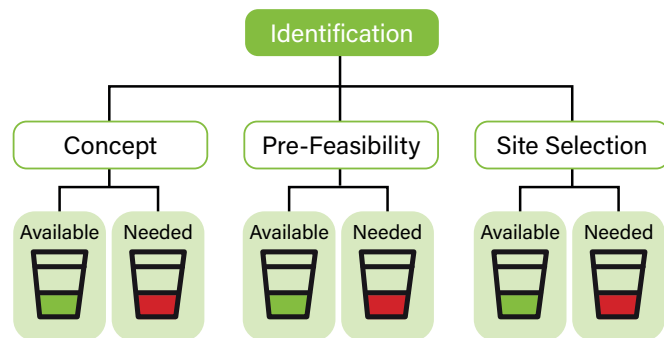 Identification
Concept
Pre-Feasibility
Site Selection
Available
Needed
Available
Needed
Available
Needed